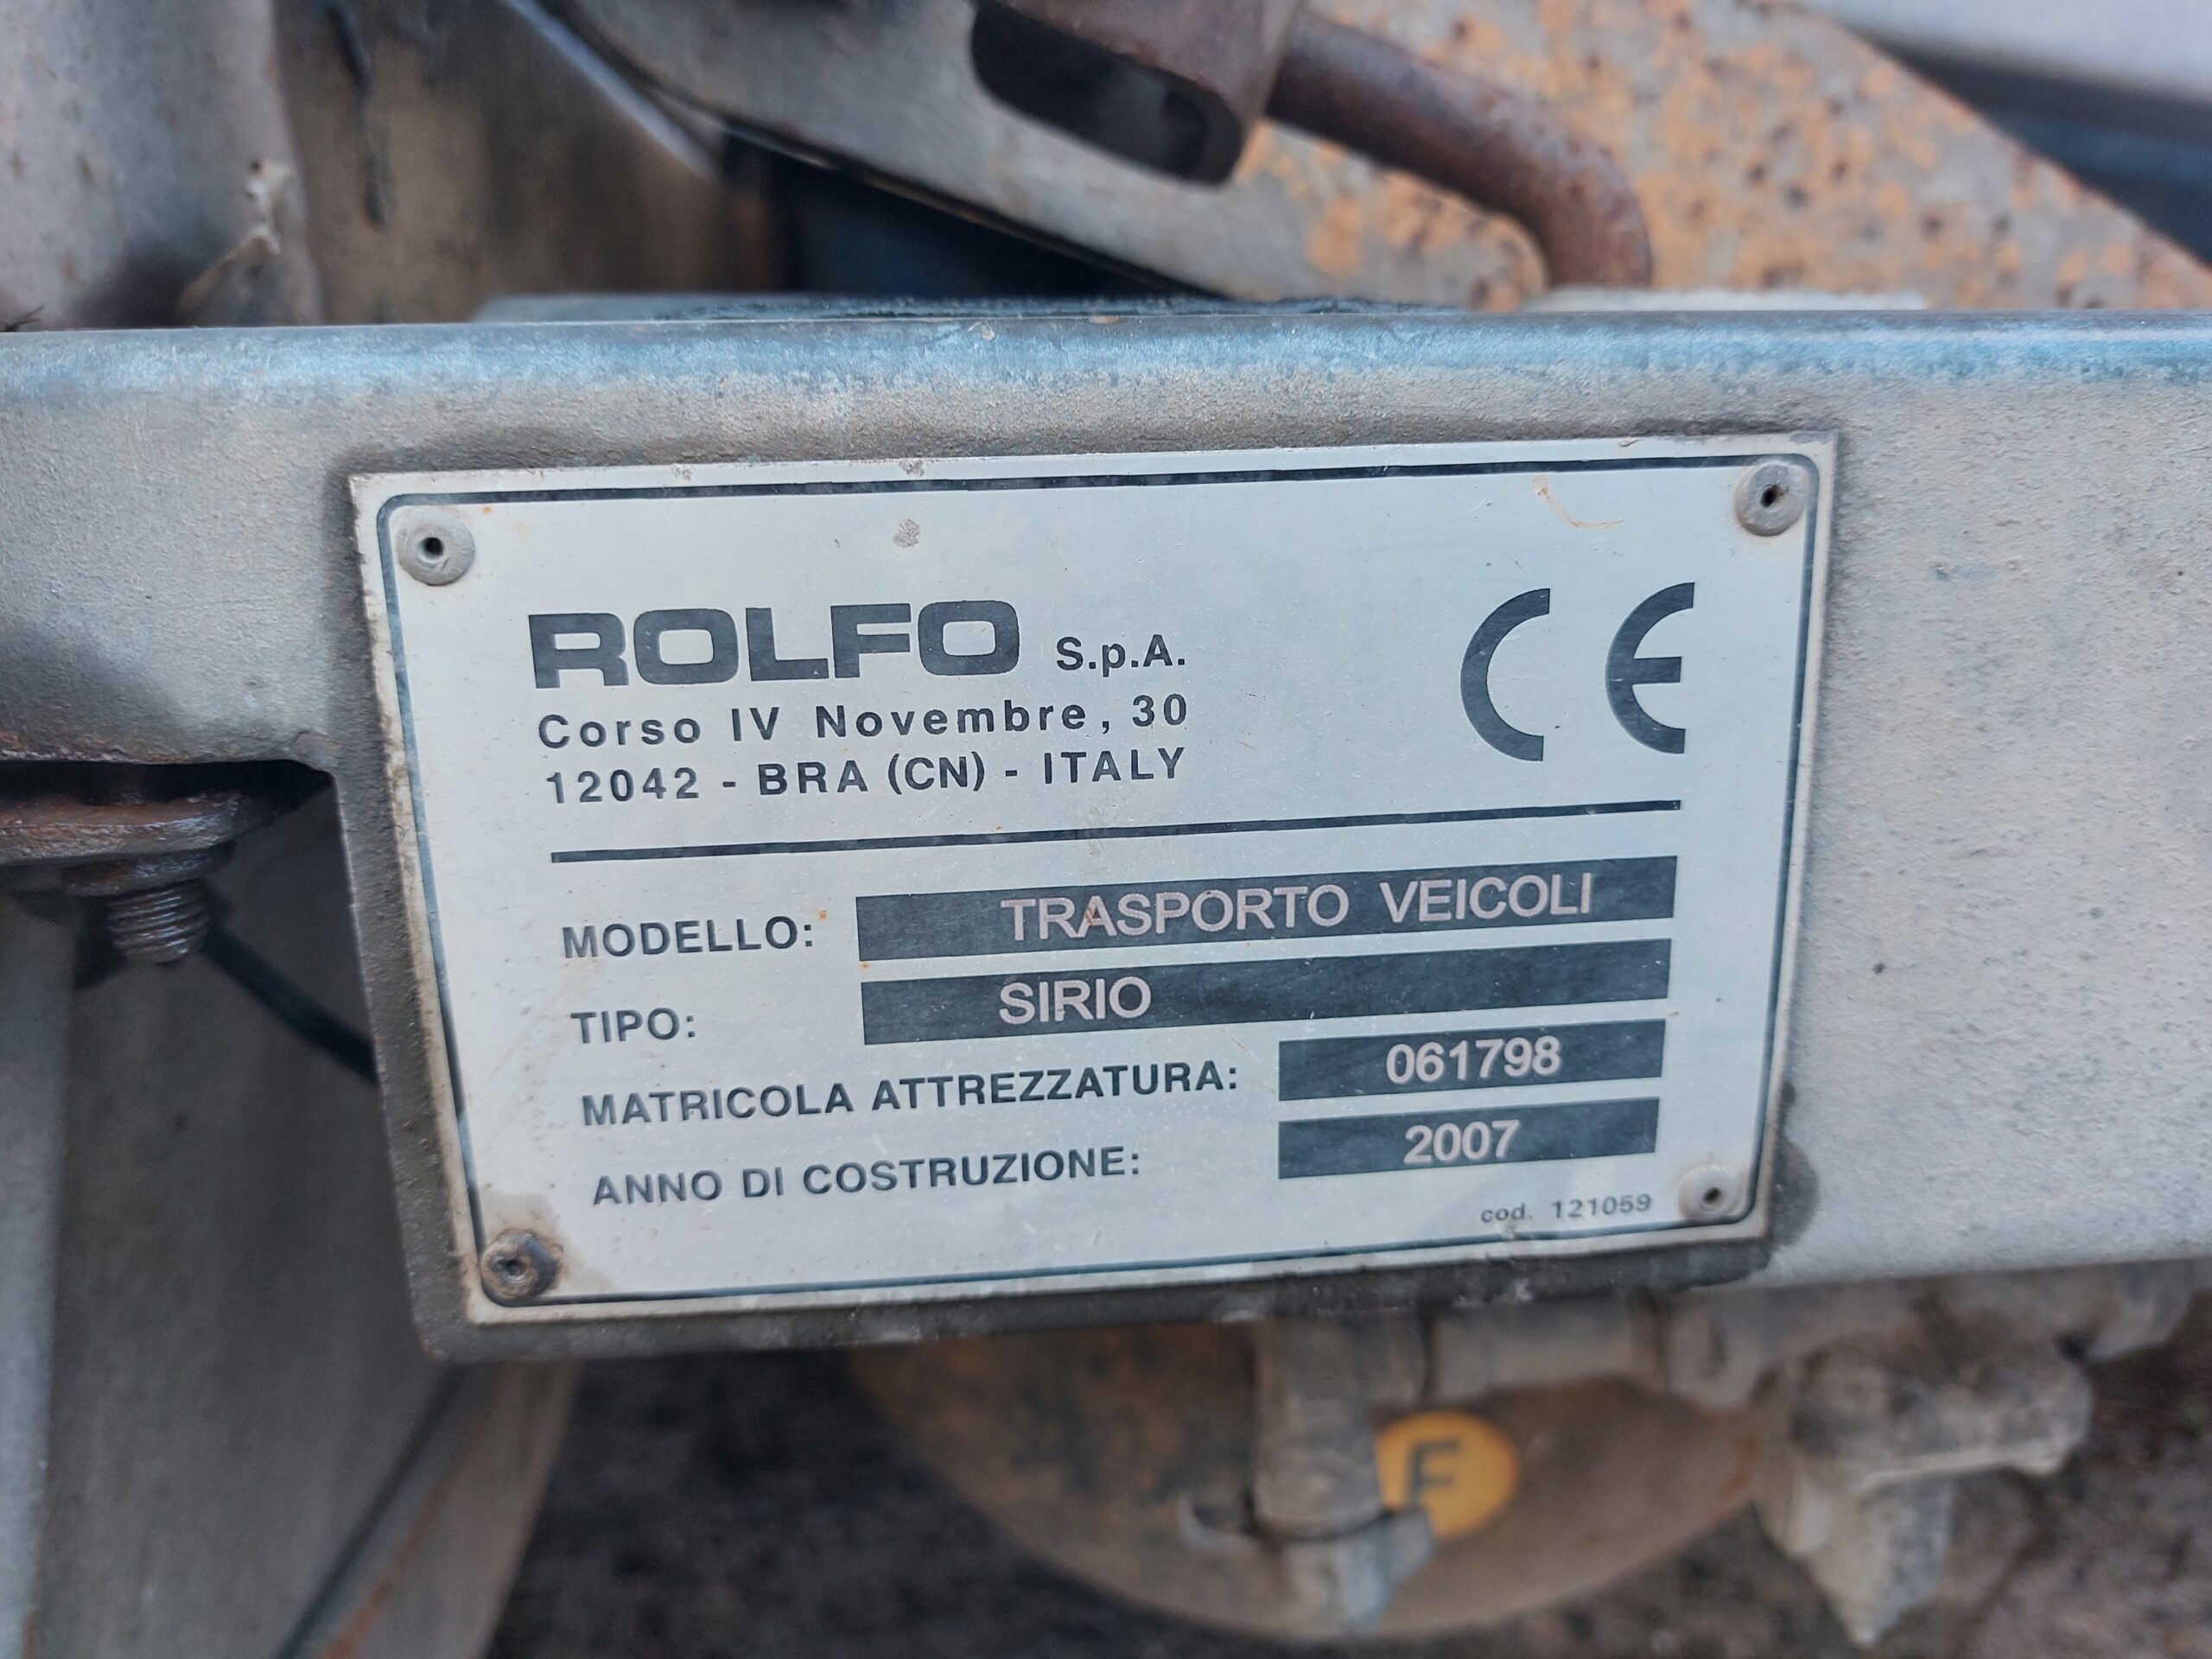 ROLFO S.p.A.
Corso IV Novembre, 30
12042 - BRA (CN) - ITALY
CE
MODELLO: TRASPORTO VEICOLI
TIPO: SIRIO
MATRICOLA ATTREZZATURA: 061798
ANNO DI COSTRUZIONE: 2007
cod. 121059
F